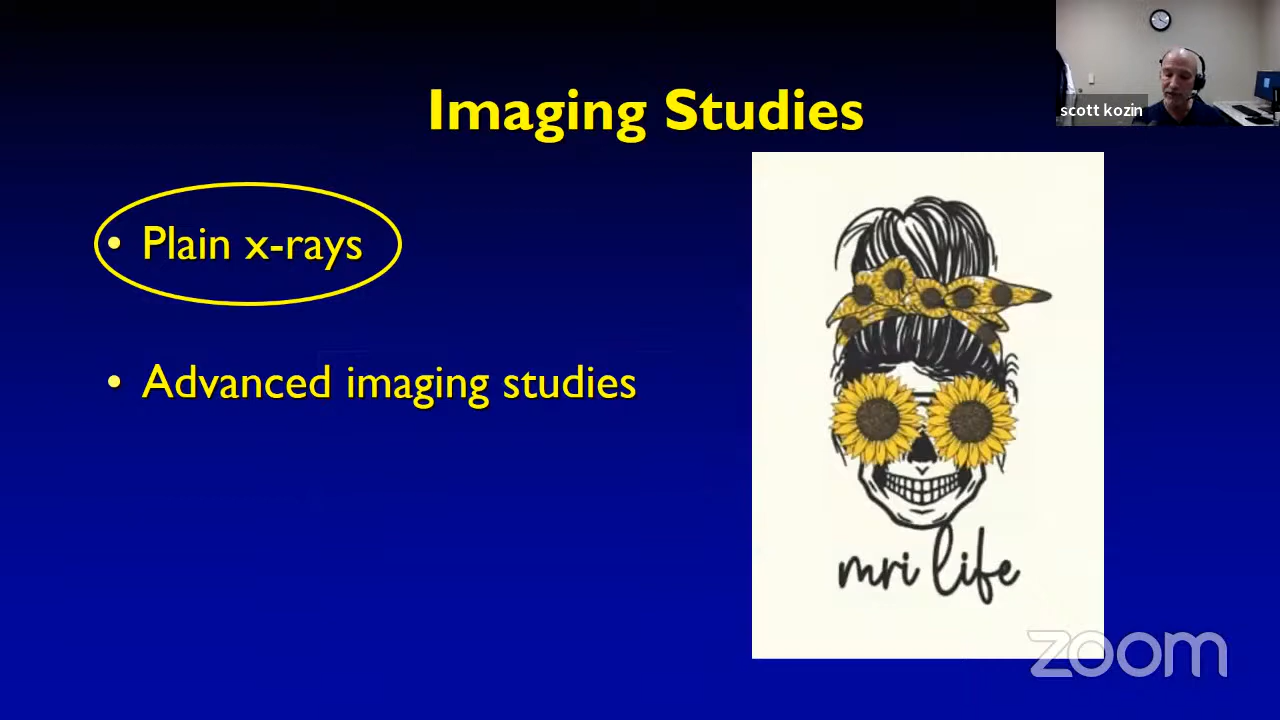 scott kozin
Imaging Studies
• Plain x-rays
• Advanced imaging studies
mri life
zoom